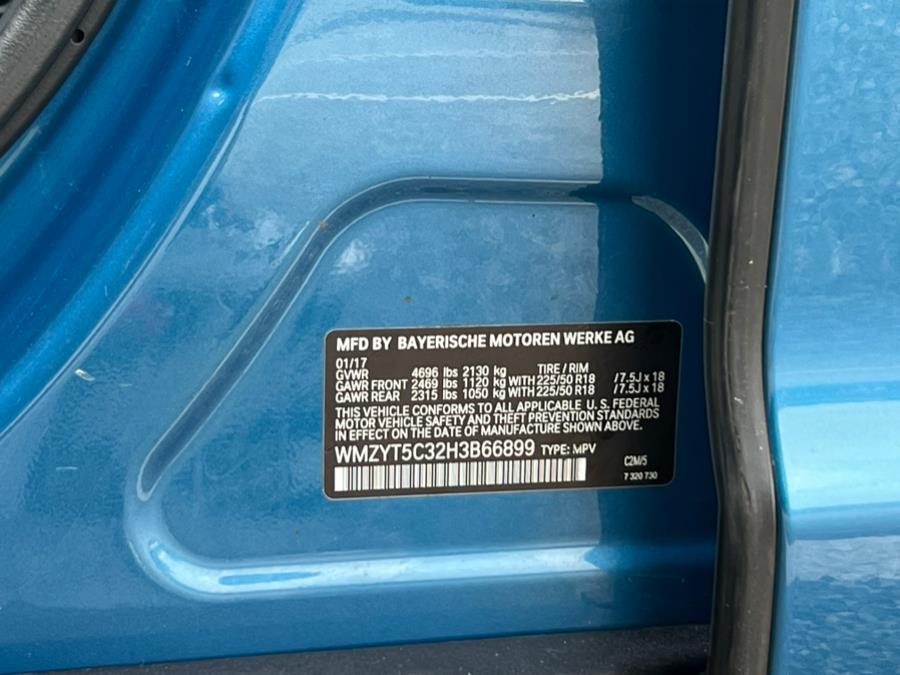 MFD BY BAYERISCHE MOTOREN WERKE AG
01/17
GVWR 4696 lbs 2130 kg TIRE / RIM
GAWR FRONT 2469 lbs 1120 kg WITH 225/50 R18 /7.5J x 18
GAWR REAR 2315 lbs 1050 kg WITH 225/50 R18 /7.5J x 18
THIS VEHICLE CONFORMS TO ALL APPLICABLE U.S. FEDERAL
MOTOR VEHICLE SAFETY AND THEFT PREVENTION STANDARDS
IN EFFECT ON THE DATE OF MANUFACTURE SHOWN ABOVE.
WMZYT5C32H3B66899 TYPE: MPV
C2M/5
7 320 730